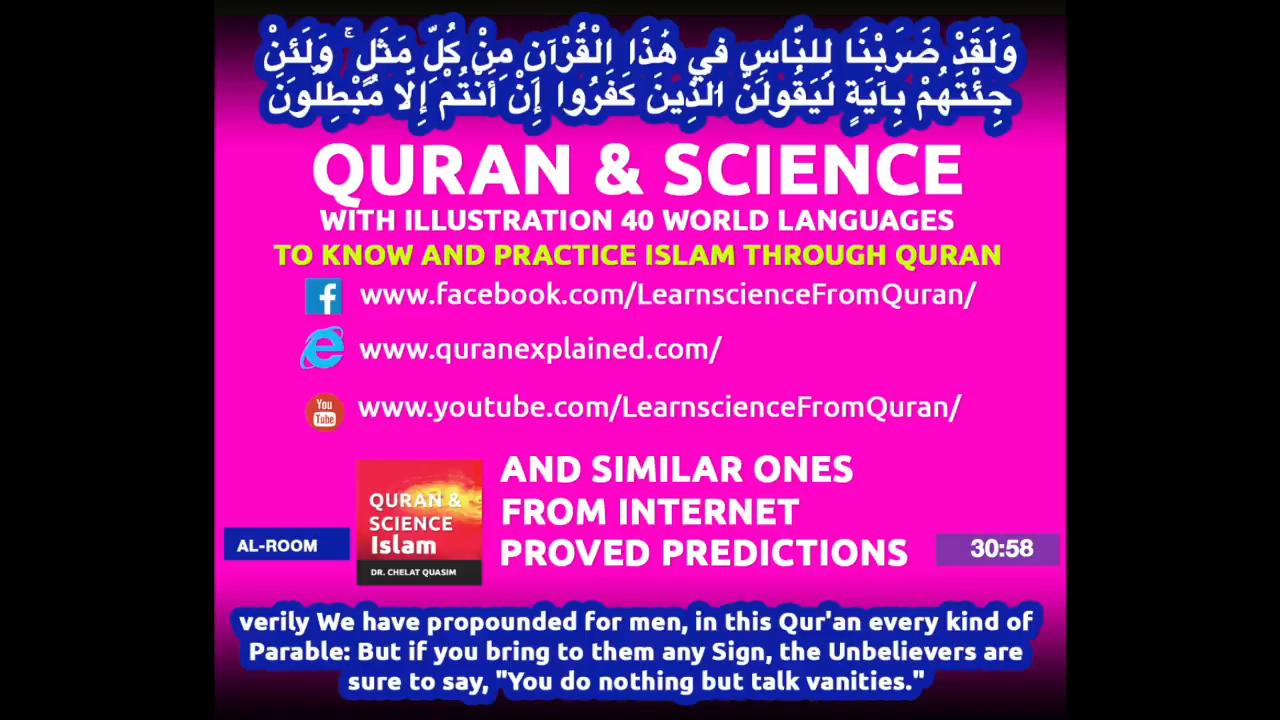 وَلَقَدْ ضَرَبْنَا لِلنَّاسِ فِي هَٰذَا الْقُرْآنِ مِنْ كُلِّ مَثَلٍ ۚ وَلَئِنْ
جِئْتَهُمْ بِآيَةٍ لَيَقُولَنَّ الَّذِينَ كَفَرُوا إِنْ أَنْتُمْ إِلَّا مُبْطِلُونَ
QURAN & SCIENCE
WITH ILLUSTRATION 40 WORLD LANGUAGES
TO KNOW AND PRACTICE ISLAM THROUGH QURAN
www.facebook.com/LearnscienceFromQuran/
www.quranexplained.com/
You
Tube
www.youtube.com/LearnscienceFromQuran/
AND SIMILAR ONES
FROM INTERNET
PROVED PREDICTIONS
QURAN &
SCIENCE
Islam
DR. CHELAT QUASIM
AL-ROOM
30:58
verily We have propounded for men, in this Qur'an every kind of
Parable: But if you bring to them any Sign, the Unbelievers are
sure to say, "You do nothing but talk vanities."